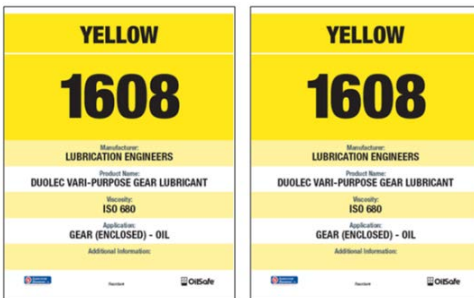 YELLOW
1608
Manufacturer:
LUBRICATION ENGINEERS
Product Name:
DUOLEC VARI-PURPOSE GEAR LUBRICANT
Viscosity:
ISO 680
Application:
GEAR (ENCLOSED) - OIL
Additional Information:
OilSafe
YELLOW
1608
Manufacturer:
LUBRICATION ENGINEERS
Product Name:
DUOLEC VARI-PURPOSE GEAR LUBRICANT
Viscosity:
ISO 680
Application:
GEAR (ENCLOSED) - OIL
Additional Information:
OilSafe